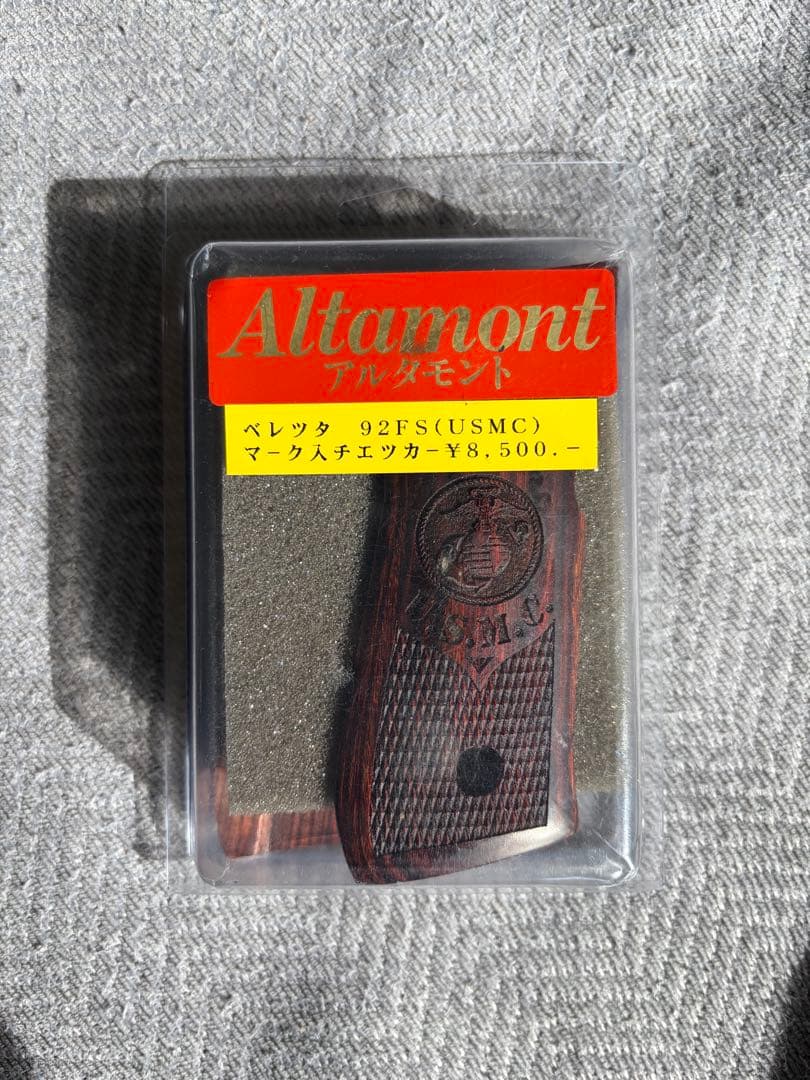 Altamont
アルタモント
ベレツタ 92FS(USMC)
マーク入チエツカー¥8,500.-
U.S.M.C.